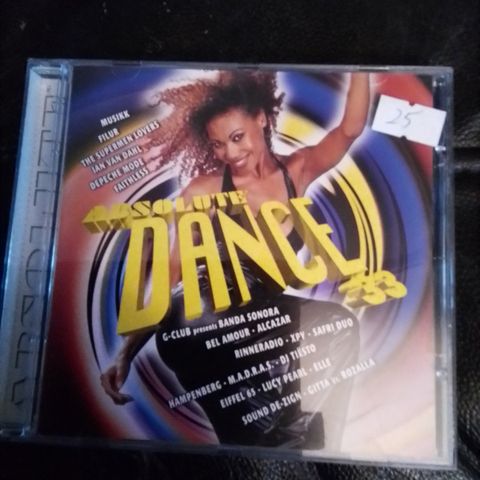 25
MUSIKK
FILUR
THE SUPERMEN LOVERS
IAN VAN DAHL
DEPECHE MODE
FAITHLESS
ABSOLUTE
DANCE
33
G-CLUB presents BANDA SONORA
BEL AMOUR · ALCAZAR
RINNERADIO · XPY · SAFRI DUO
HAMPENBERG · M.A.D.R.A.S. · DJ TIËSTO
EIFFEL 65 · LUCY PEARL · ELLE
SOUND DE-ZIGN · GITTA vs. ROZALLA